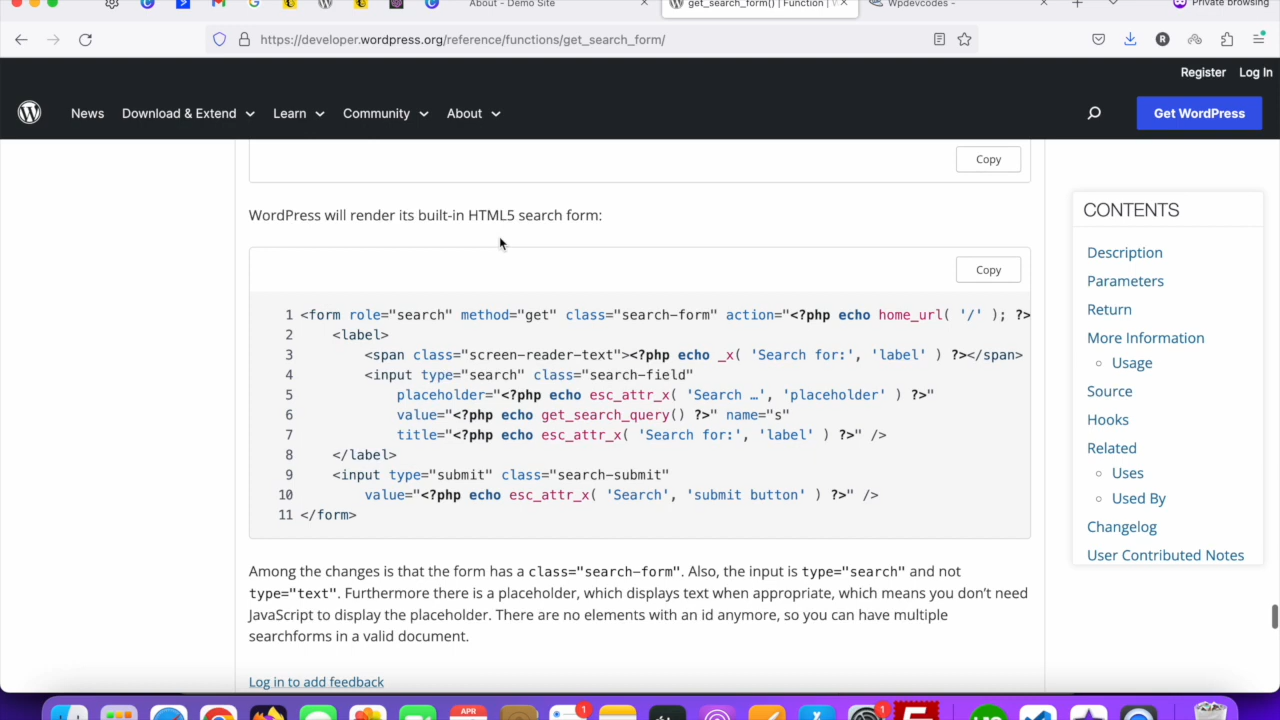 About - Demo Site
get_search_form() | Function | W
Wpdevcodes -
Private browsing
https://developer.wordpress.org/reference/functions/get_search_form/
R
Register Log In
News Download & Extend Learn Community About
Get WordPress
Copy
WordPress will render its built-in HTML5 search form:
Copy
1 <form role="search" method="get" class="search-form" action="<?php echo home_url( '/' ); ?>
2 <label>
3 <span class="screen-reader-text"><?php echo _x( 'Search for:', 'label' ) ?></span>
4 <input type="search" class="search-field"
5 placeholder="<?php echo esc_attr_x( 'Search …', 'placeholder' ) ?>"
6 value="<?php echo get_search_query() ?>" name="s"
7 title="<?php echo esc_attr_x( 'Search for:', 'label' ) ?>" />
8 </label>
9 <input type="submit" class="search-submit"
10 value="<?php echo esc_attr_x( 'Search', 'submit button' ) ?>" />
11 </form>
Among the changes is that the form has a class="search-form". Also, the input is type="search" and not
type="text". Furthermore there is a placeholder, which displays text when appropriate, which means you don't need
JavaScript to display the placeholder. There are no elements with an id anymore, so you can have multiple
searchforms in a valid document.
Log in to add feedback
CONTENTS
Description
Parameters
Return
More Information
Usage
Source
Hooks
Related
Uses
Used By
Changelog
User Contributed Notes
APR
1
1